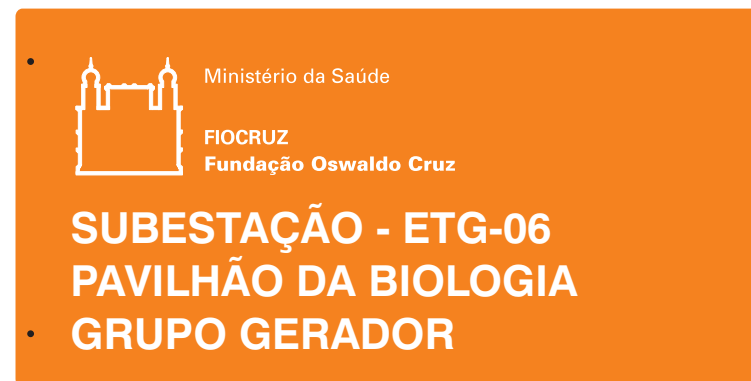 Ministério da Saúde
FIOCRUZ
Fundação Oswaldo Cruz
SUBESTAÇÃO - ETG-06
PAVILHÃO DA BIOLOGIA
GRUPO GERADOR